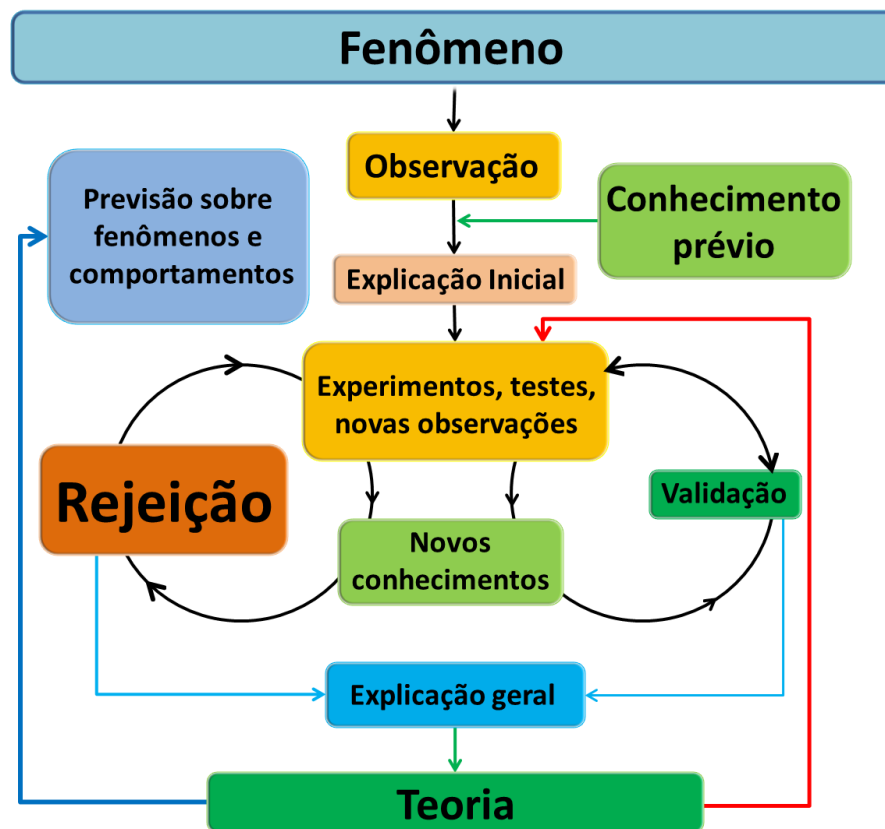 Fenômeno
Observação
Previsão sobre
fenômenos e
comportamentos
Conhecimento
prévio
Explicação Inicial
Experimentos, testes,
novas observações
Rejeição
Validação
Novos
conhecimentos
Explicação geral
Teoria